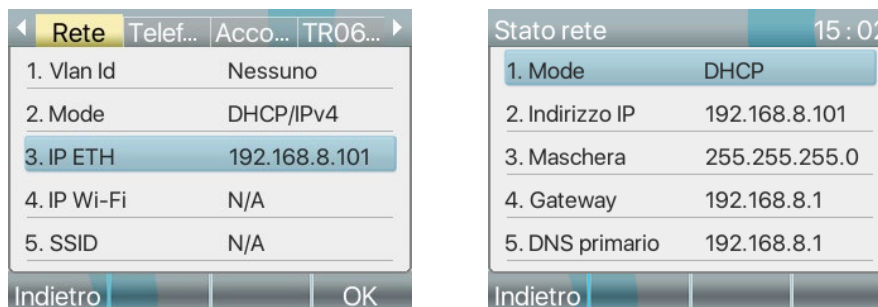 Rete Telef... Acco... TR06...
1. Vlan Id Nessuno
2. Mode DHCP/IPv4
3. IP ETH 192.168.8.101
4. IP Wi-Fi N/A
5. SSID N/A
Indietro OK
Stato rete 15:02
1. Mode DHCP
2. Indirizzo IP 192.168.8.101
3. Maschera 255.255.255.0
4. Gateway 192.168.8.1
5. DNS primario 192.168.8.1
Indietro